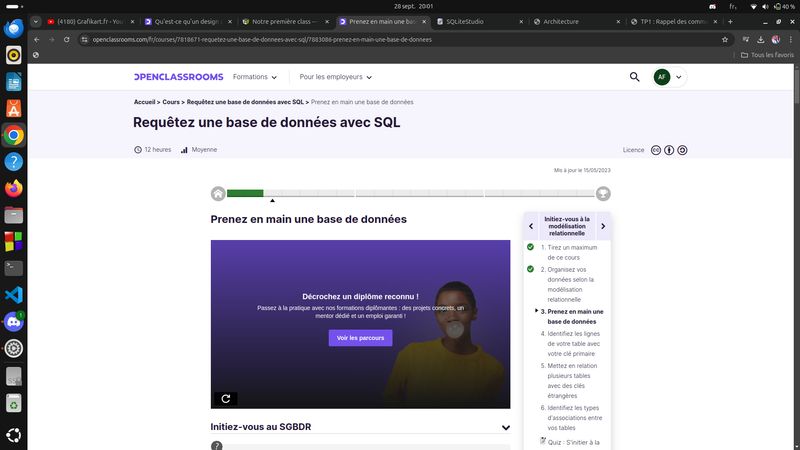 28 sept. 20:01
fr₁
40 %
(4180) Grafikart.fr - You
Qu'est-ce qu'un design
Notre première class —
Prenez en main une bas
SQLiteStudio
Architecture
TP1 : Rappel des comm
openclassrooms.com/fr/courses/7818671-requetez-une-base-de-donnees-avec-sql/7883086-prenez-en-main-une-base-de-donnees
Tous les favoris
OPENCLASSROOMS
Formations
Pour les employeurs
AF
Accueil > Cours > Requêtez une base de données avec SQL > Prenez en main une base de données
Requêtez une base de données avec SQL
12 heures
Moyenne
Licence
Mis à jour le 15/05/2023
Prenez en main une base de données
Décrochez un diplôme reconnu !
Passez à la pratique avec nos formations diplômantes : des projets concrets, un
mentor dédié et un emploi garanti !
Voir les parcours
Initiez-vous au SGBDR
?
Initiez-vous à la
modélisation
relationnelle
1. Tirez un maximum
de ce cours
2. Organisez vos
données selon la
modélisation
relationnelle
3. Prenez en main une
base de données
4. Identifiez les lignes
de votre table avec
votre clé primaire
5. Mettez en relation
plusieurs tables
avec des clés
étrangères
6. Identifiez les types
d'associations entre
vos tables
Quiz : S'initier à la